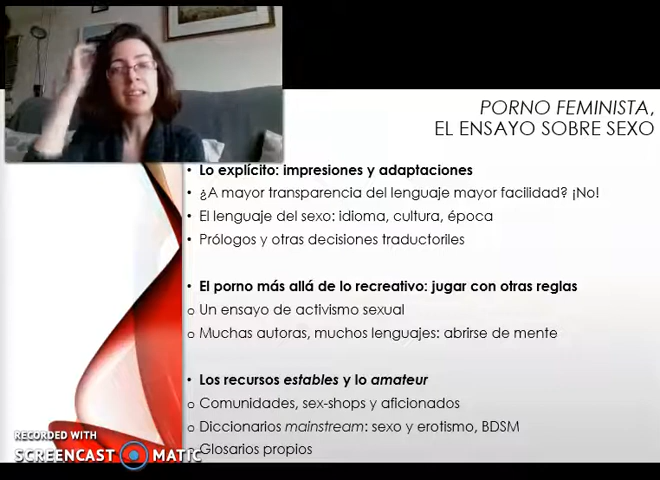 PORNO FEMINISTA,
EL ENSAYO SOBRE SEXO
• Lo explícito: impresiones y adaptaciones
• ¿A mayor transparencia del lenguaje mayor facilidad? ¡No!
• El lenguaje del sexo: idioma, cultura, época
• Prólogos y otras decisiones traductoriles
• El porno más allá de lo recreativo: jugar con otras reglas
o Un ensayo de activismo sexual
o Muchas autoras, muchos lenguajes: abrirse de mente
• Los recursos estables y lo amateur
o Comunidades, sex-shops y aficionados
o Diccionarios mainstream: sexo y erotismo, BDSM
o Glosarios propios
RECORDED WITH
SCREENCAST MATIC